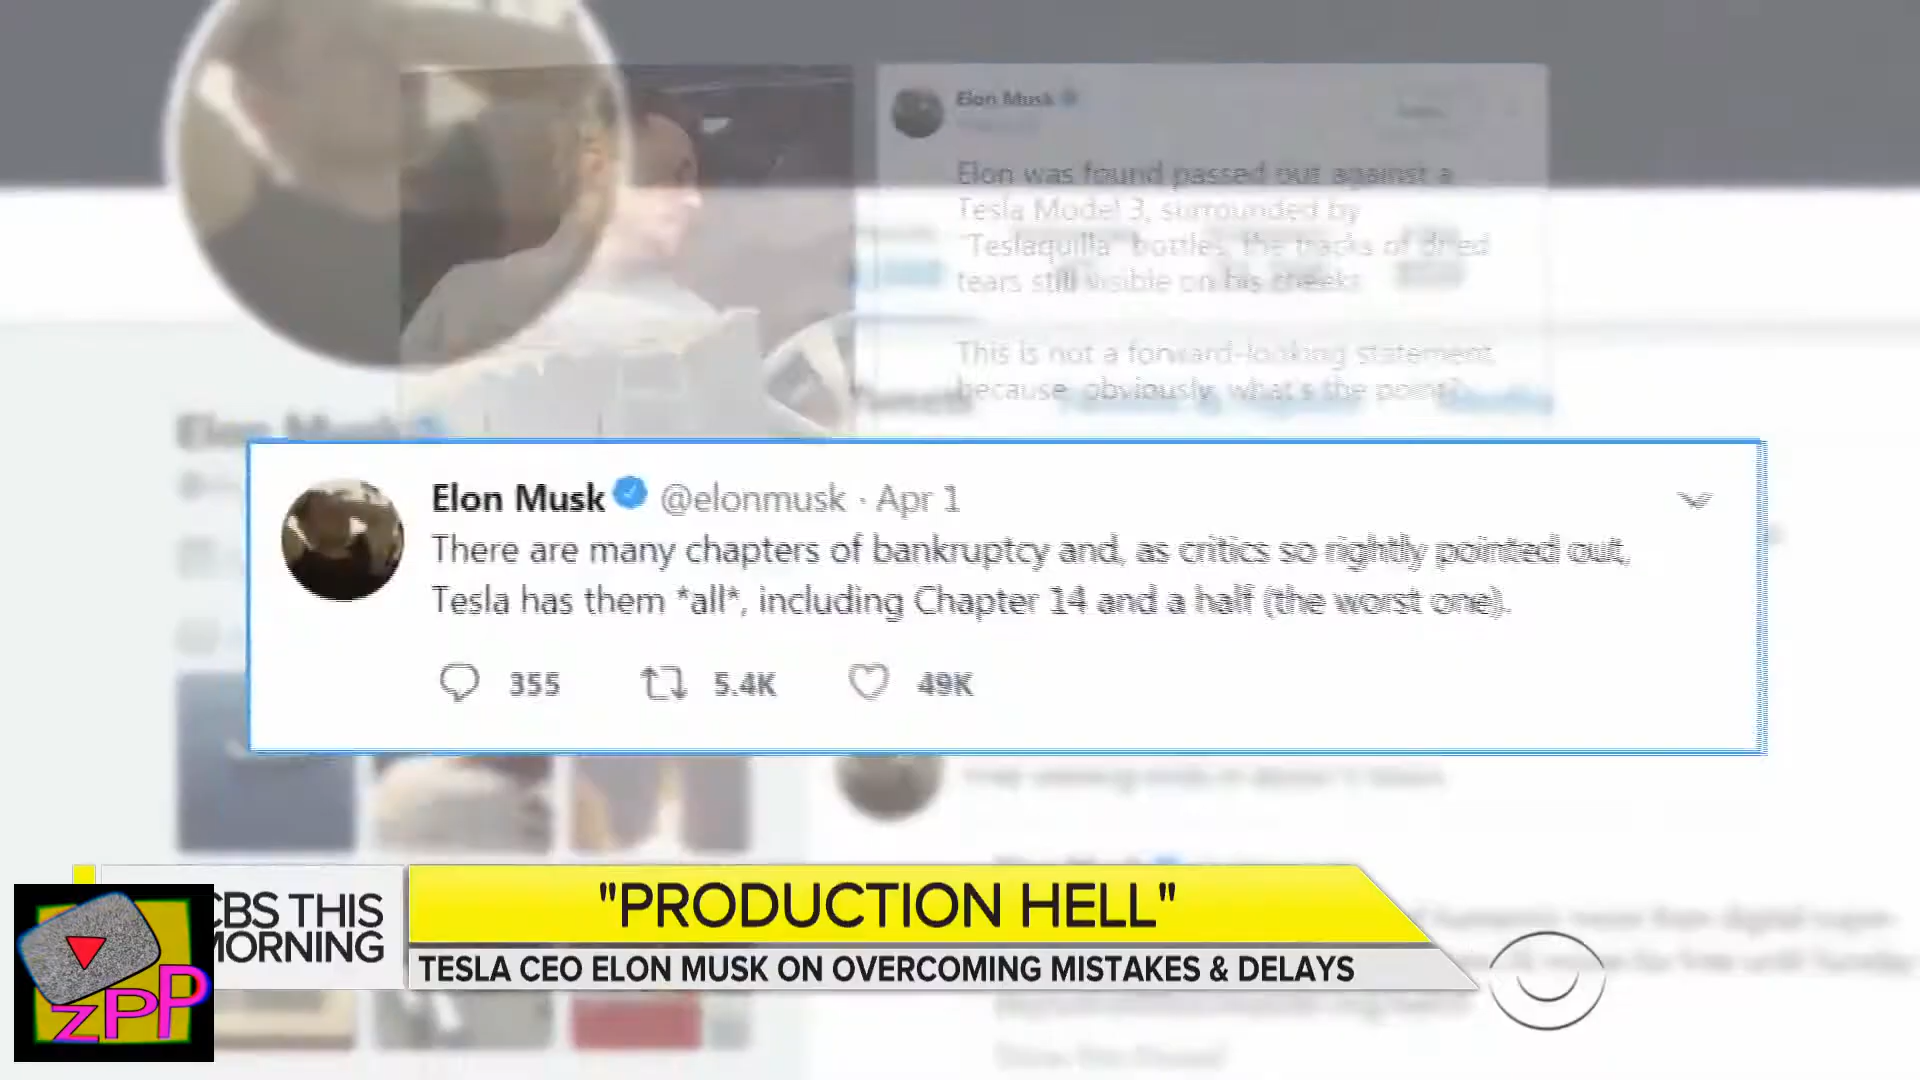 Elon Musk
Elon was found passed out against a
Tesla Model 3, surrounded by
"Teslaquilla" bottles, the tracks of dried
tears still visible on his cheeks.
This is not a forward-looking statement,
because, obviously, what's the point?
Elon Musk
Elon Musk @elonmusk · Apr 1
There are many chapters of bankruptcy and, as critics so rightly pointed out,
Tesla has them *all*, including Chapter 14 and a half (the worst one).
355 5.4K 49K
CBS THIS
MORNING
"PRODUCTION HELL"
TESLA CEO ELON MUSK ON OVERCOMING MISTAKES & DELAYS
ZPP